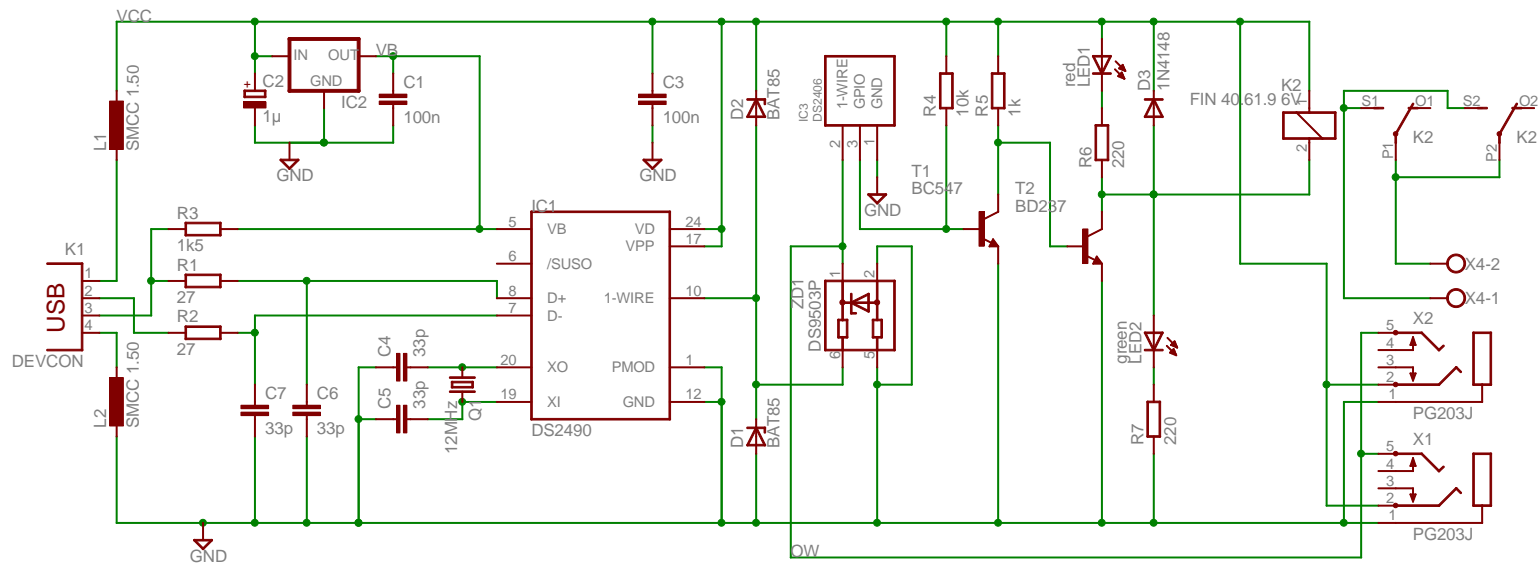 VCC
L1
SMCC 1.50
IN
OUT
GND
VB
IC2
C2
+
1µ
C1
100n
GND
C3
100n
GND
D2
BAT85
IC3
DS2406
1-WIRE
GPIO
GND
2
3
1
GND
R4
10k
R5
1k
red
LED1
R6
220
D3
1N4148
K2
FIN 40.61.9 6V
2
S1
O1
P1
K2
S2
O2
P2
K2
T1
BC547
T2
BD237
K1
USB
1
2
3
4
DEVCON
R3
1k5
R1
27
R2
27
IC1
5
VB
6
/SUSO
8
D+
7
D-
20
XO
19
XI
VD
24
VPP
17
1-WIRE
10
PMOD
1
GND
12
DS2490
L2
SMCC 1.50
C7
33p
C6
33p
C4
33p
C5
33p
12MHz
Q1
D1
BAT85
ZD1
DS9503P
1
2
6
5
green
LED2
R7
220
X4-2
X4-1
X2
5
4
3
2
1
PG203J
X1
5
4
3
2
1
PG203J
GND
OW